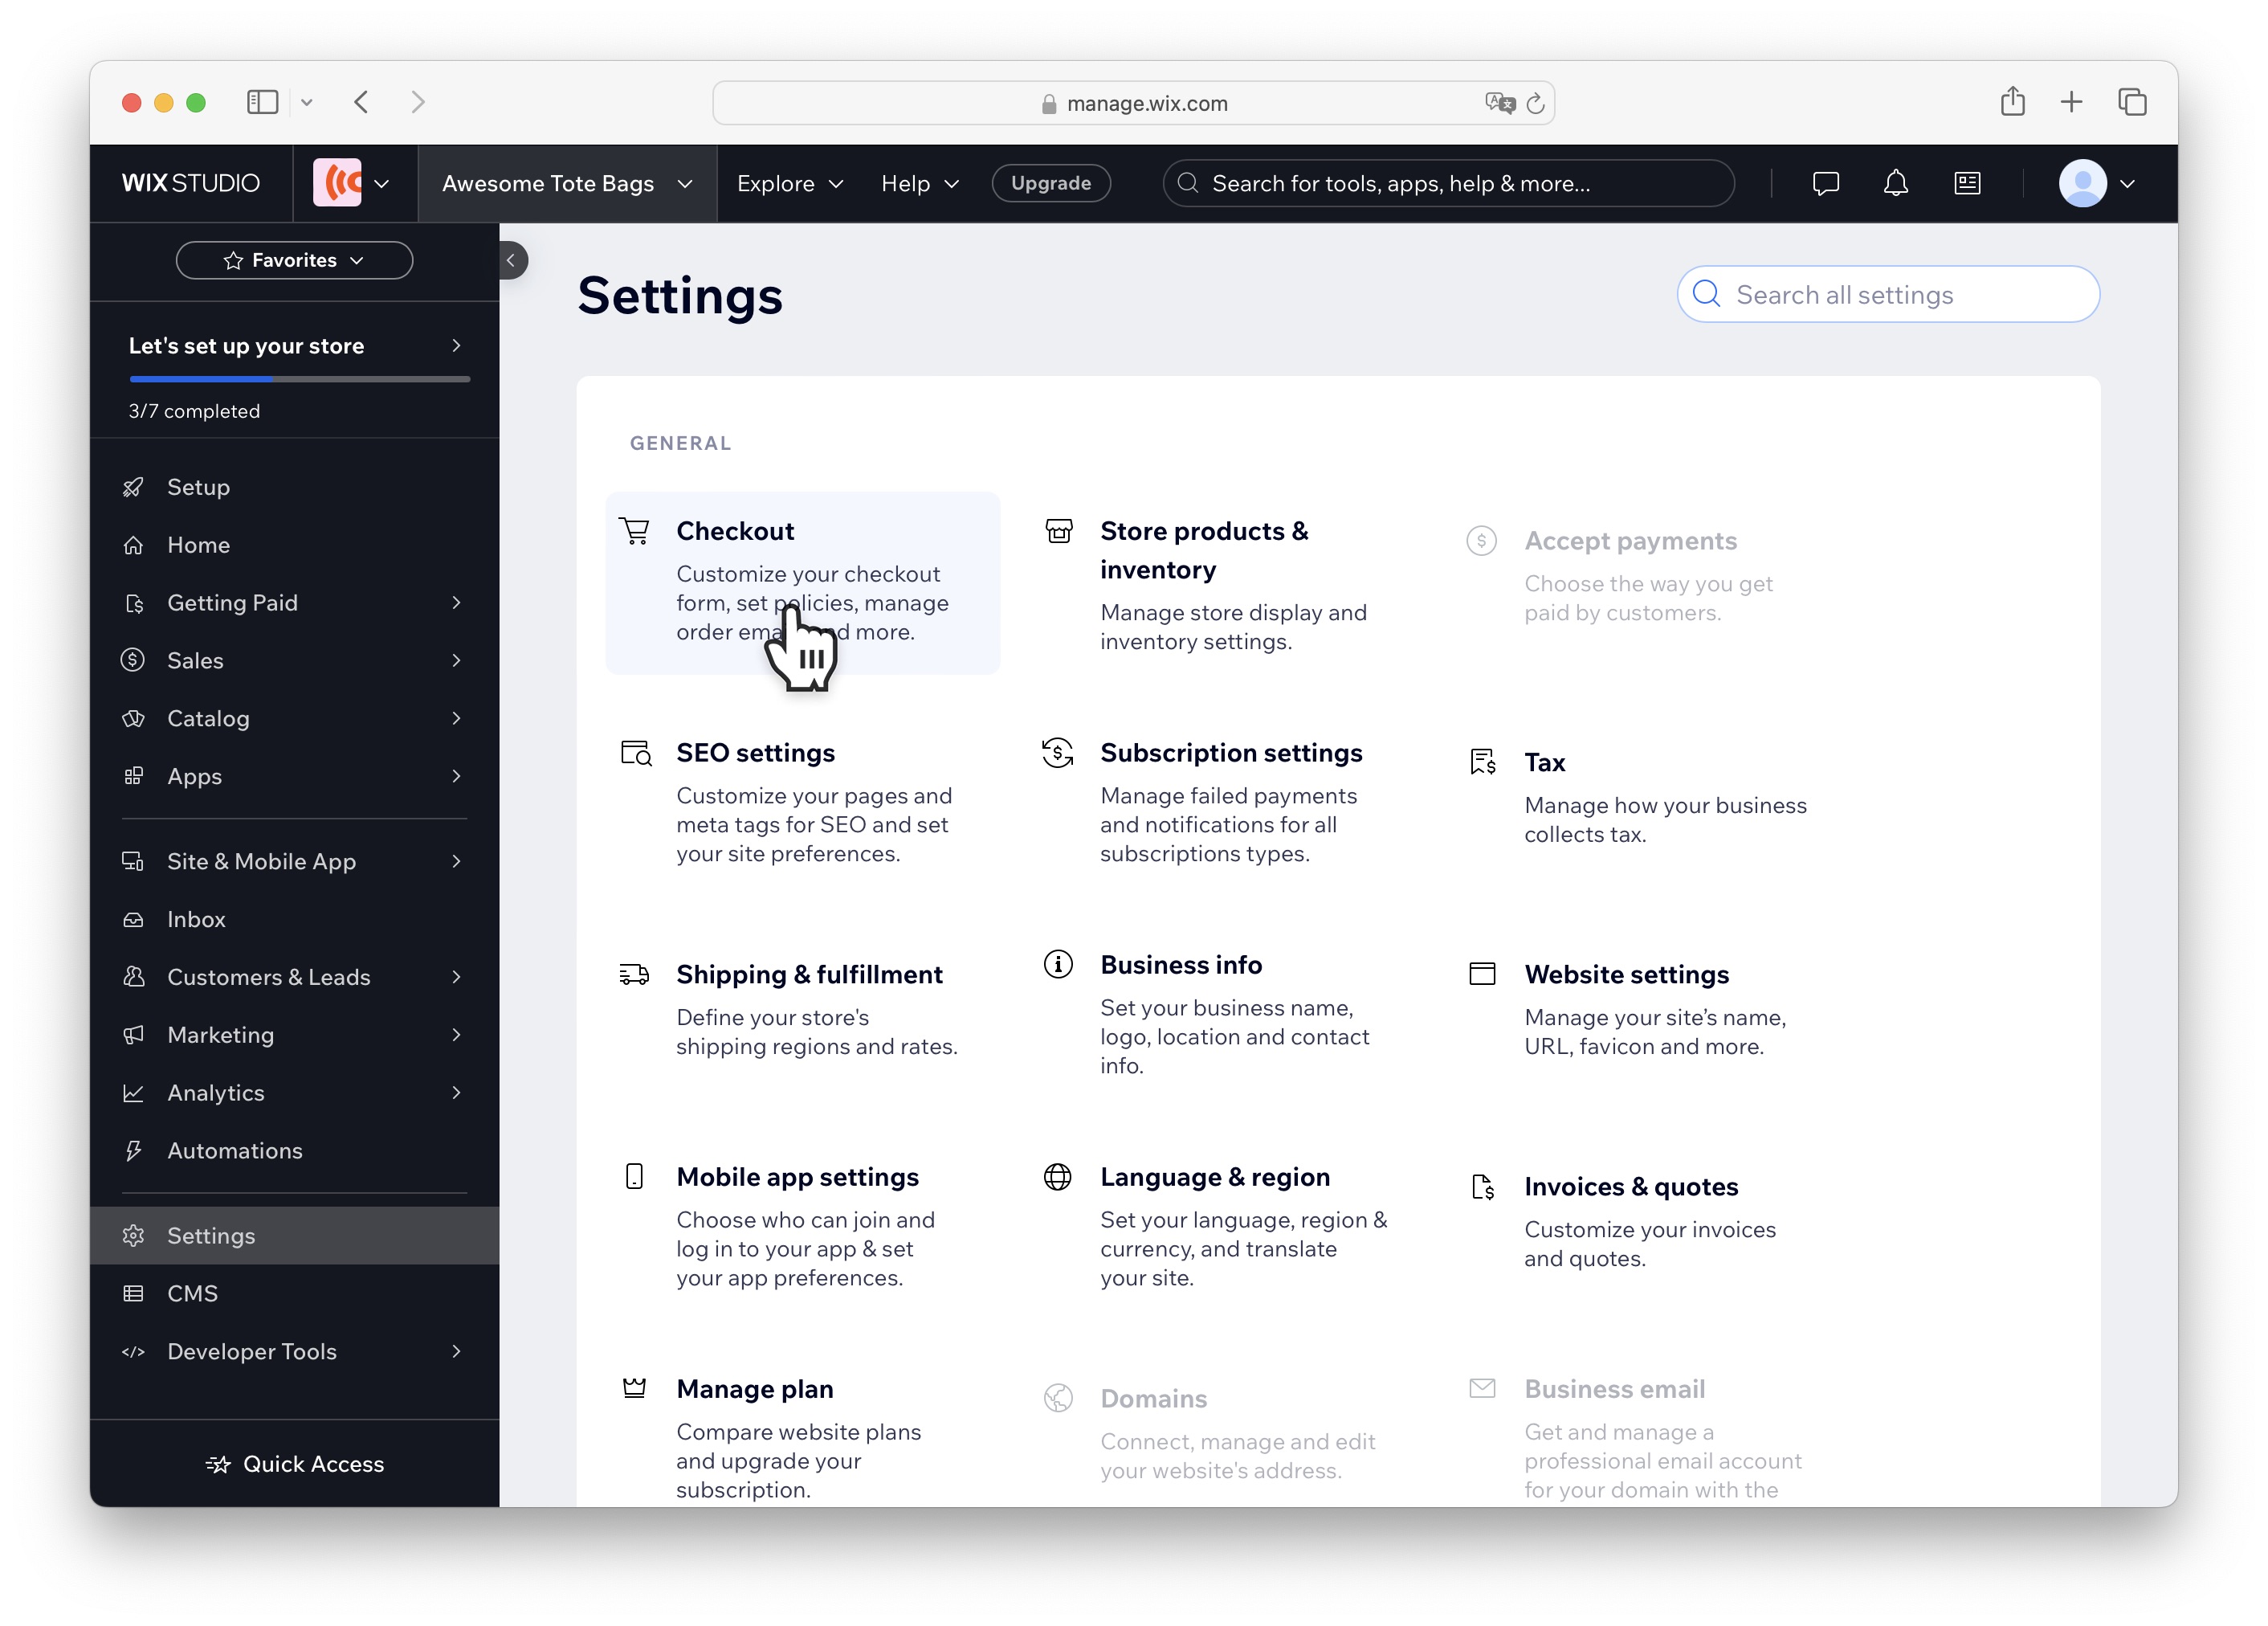 manage.wix.com
WIX STUDIO
Awesome Tote Bags
Explore
Help
Upgrade
Search for tools, apps, help & more...
Favorites
Let's set up your store
3/7 completed
Setup
Home
Getting Paid
Sales
Catalog
Apps
Site & Mobile App
Inbox
Customers & Leads
Marketing
Analytics
Automations
Settings
CMS
Developer Tools
Quick Access
Settings
Search all settings
GENERAL
Checkout
Customize your checkout
form, set policies, manage
order and more.
Store products &
inventory
Manage store display and
inventory settings.
Accept payments
Choose the way you get
paid by customers.
SEO settings
Customize your pages and
meta tags for SEO and set
your site preferences.
Subscription settings
Manage failed payments
and notifications for all
subscriptions types.
Tax
Manage how your business
collects tax.
Shipping & fulfillment
Define your store's
shipping regions and rates.
Business info
Set your business name,
logo, location and contact
info.
Website settings
Manage your site’s name,
URL, favicon and more.
Mobile app settings
Choose who can join and
log in to your app & set
your app preferences.
Language & region
Set your language, region &
currency, and translate
your site.
Invoices & quotes
Customize your invoices
and quotes.
Manage plan
Compare website plans
and upgrade your
subscription.
Domains
Connect, manage and edit
your website's address.
Business email
Get and manage a
professional email account
for your domain with the